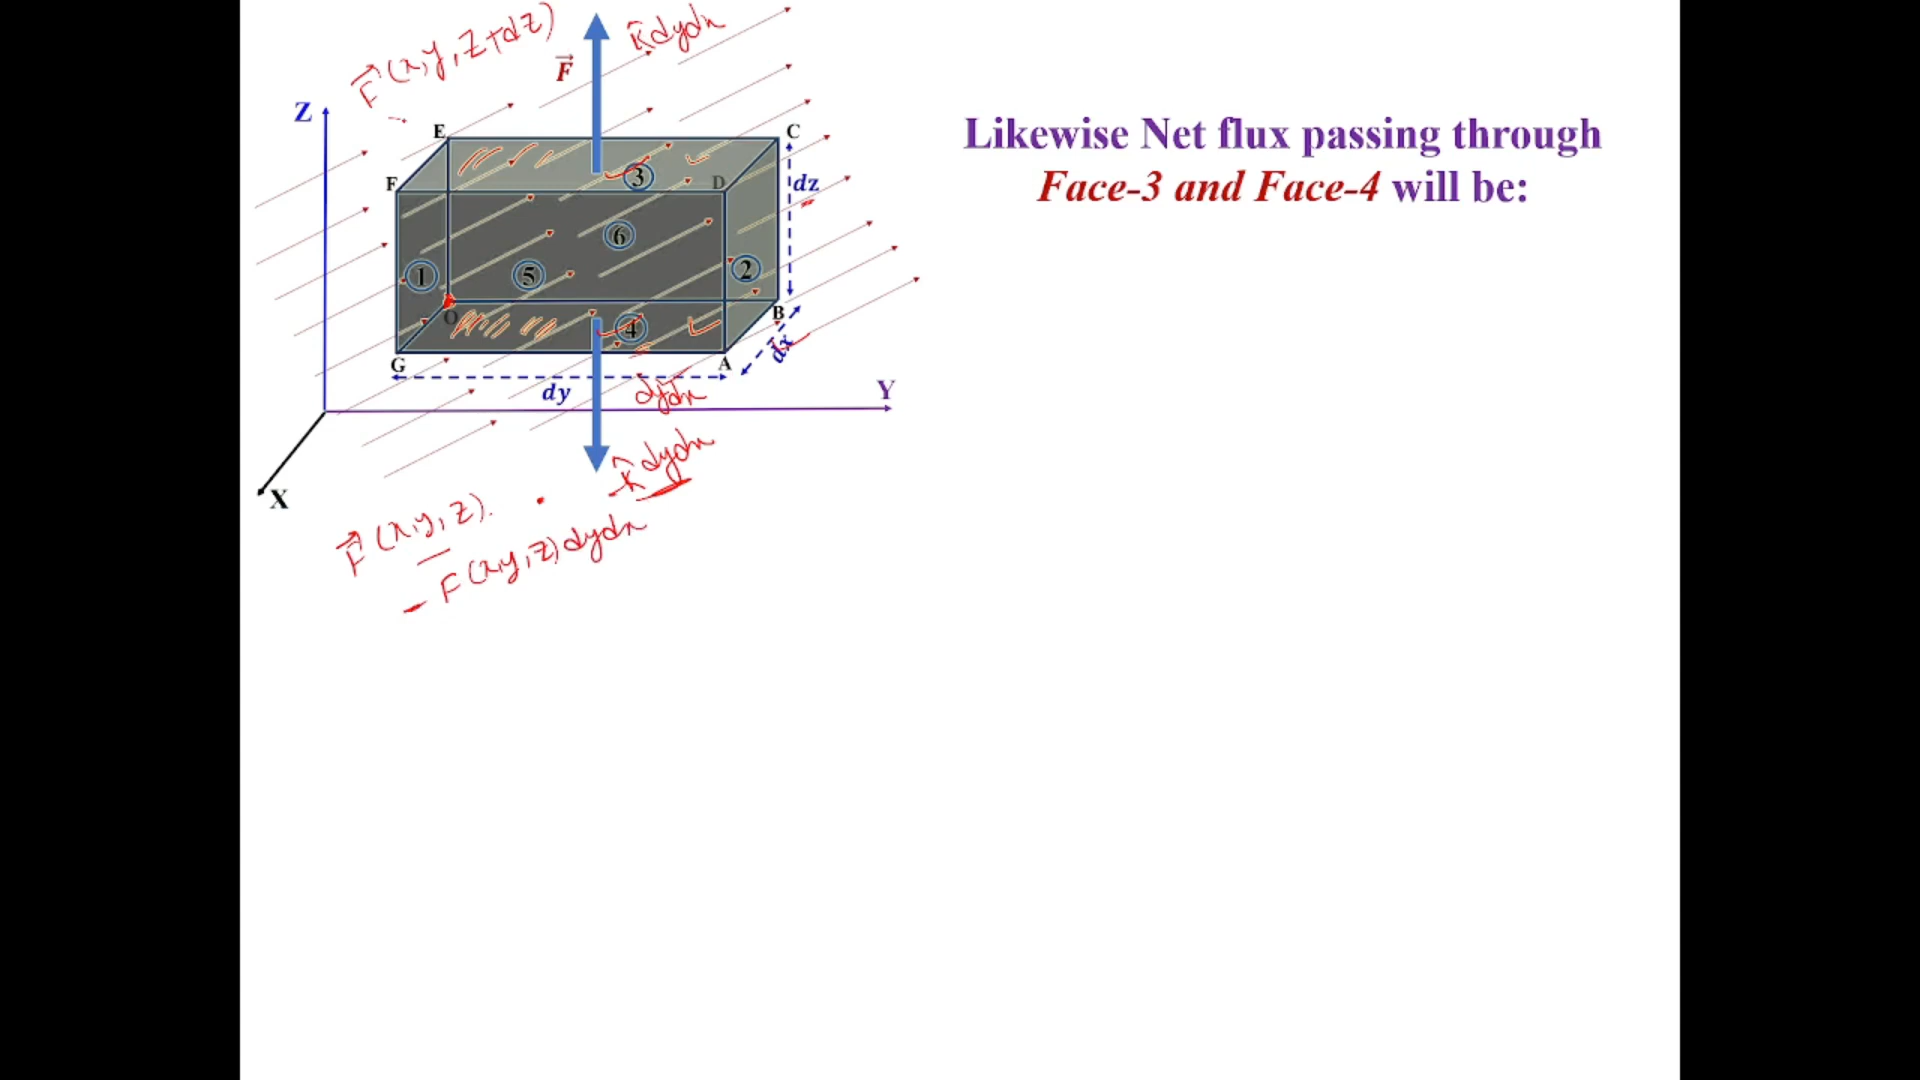 F⃗ (x, y, z+dz)
k̂ dydx
F⃗
Z
E
C
Likewise Net flux passing through
Face-3 and Face-4 will be:
F
③
D
dz
⑥
①
⑤
②
O
④
B
G
A
dx
dy
dydx
Y
-k̂ dydx
X
F⃗ (x, y, z) .
- F (x, y, z) dydx